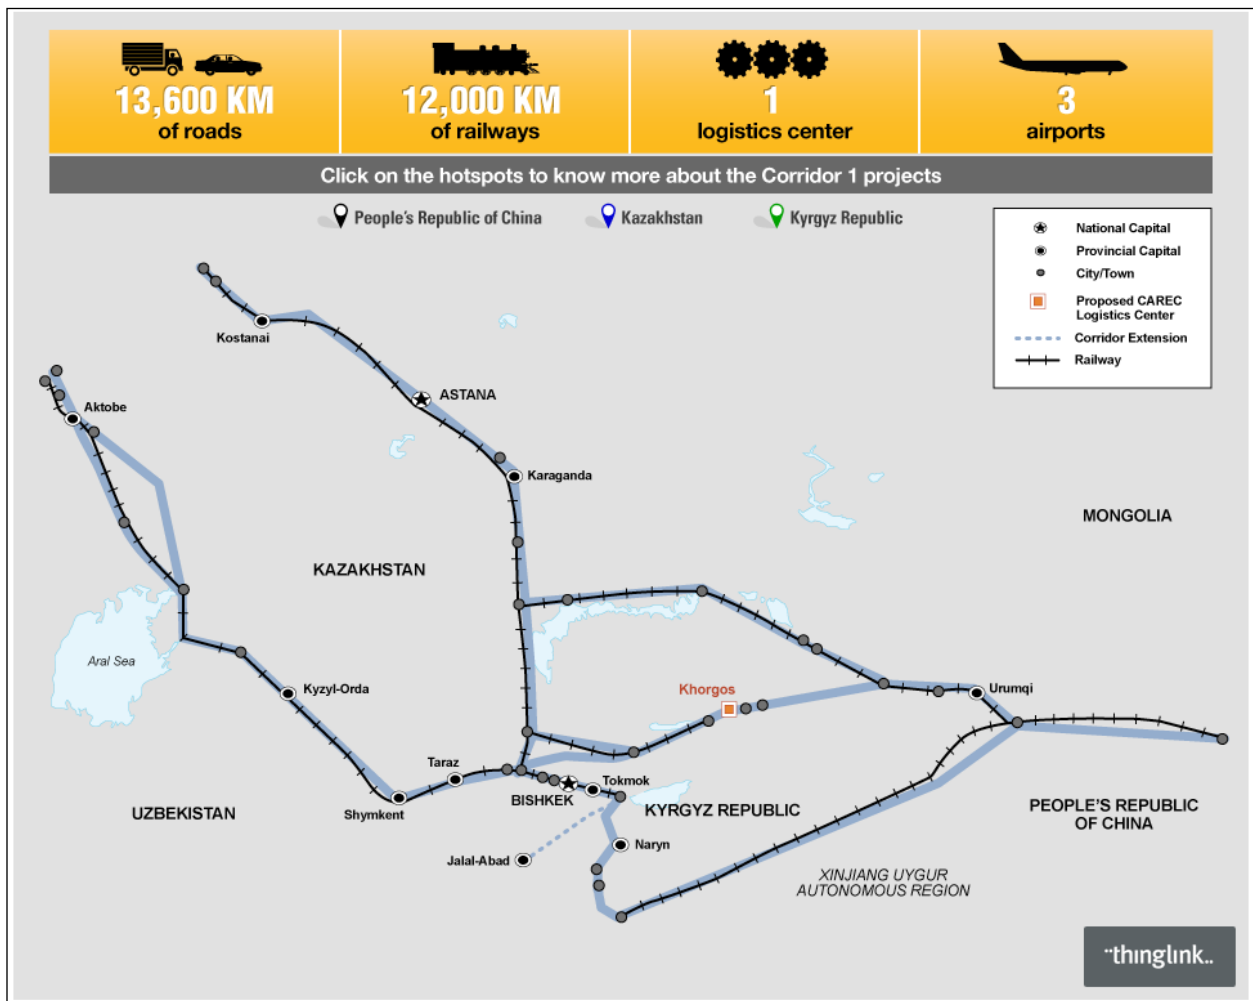 13,600 KM
of roads
12,000 KM
of railways
1
logistics center
3
airports
Click on the hotspots to know more about the Corridor 1 projects
People's Republic of China
Kazakhstan
Kyrgyz Republic
National Capital
Provincial Capital
City/Town
Proposed CAREC
Logistics Center
Corridor Extension
Railway
Kostanai
ASTANA
Aktobe
Karaganda
MONGOLIA
KAZAKHSTAN
Aral Sea
Kyzyl-Orda
Khorgos
Urumqi
Taraz
Tokmok
BISHKEK
Shymkent
UZBEKISTAN
KYRGYZ REPUBLIC
PEOPLE'S REPUBLIC
OF CHINA
Naryn
Jalal-Abad
XINJIANG UYGUR
AUTONOMOUS REGION
¨thinglink..